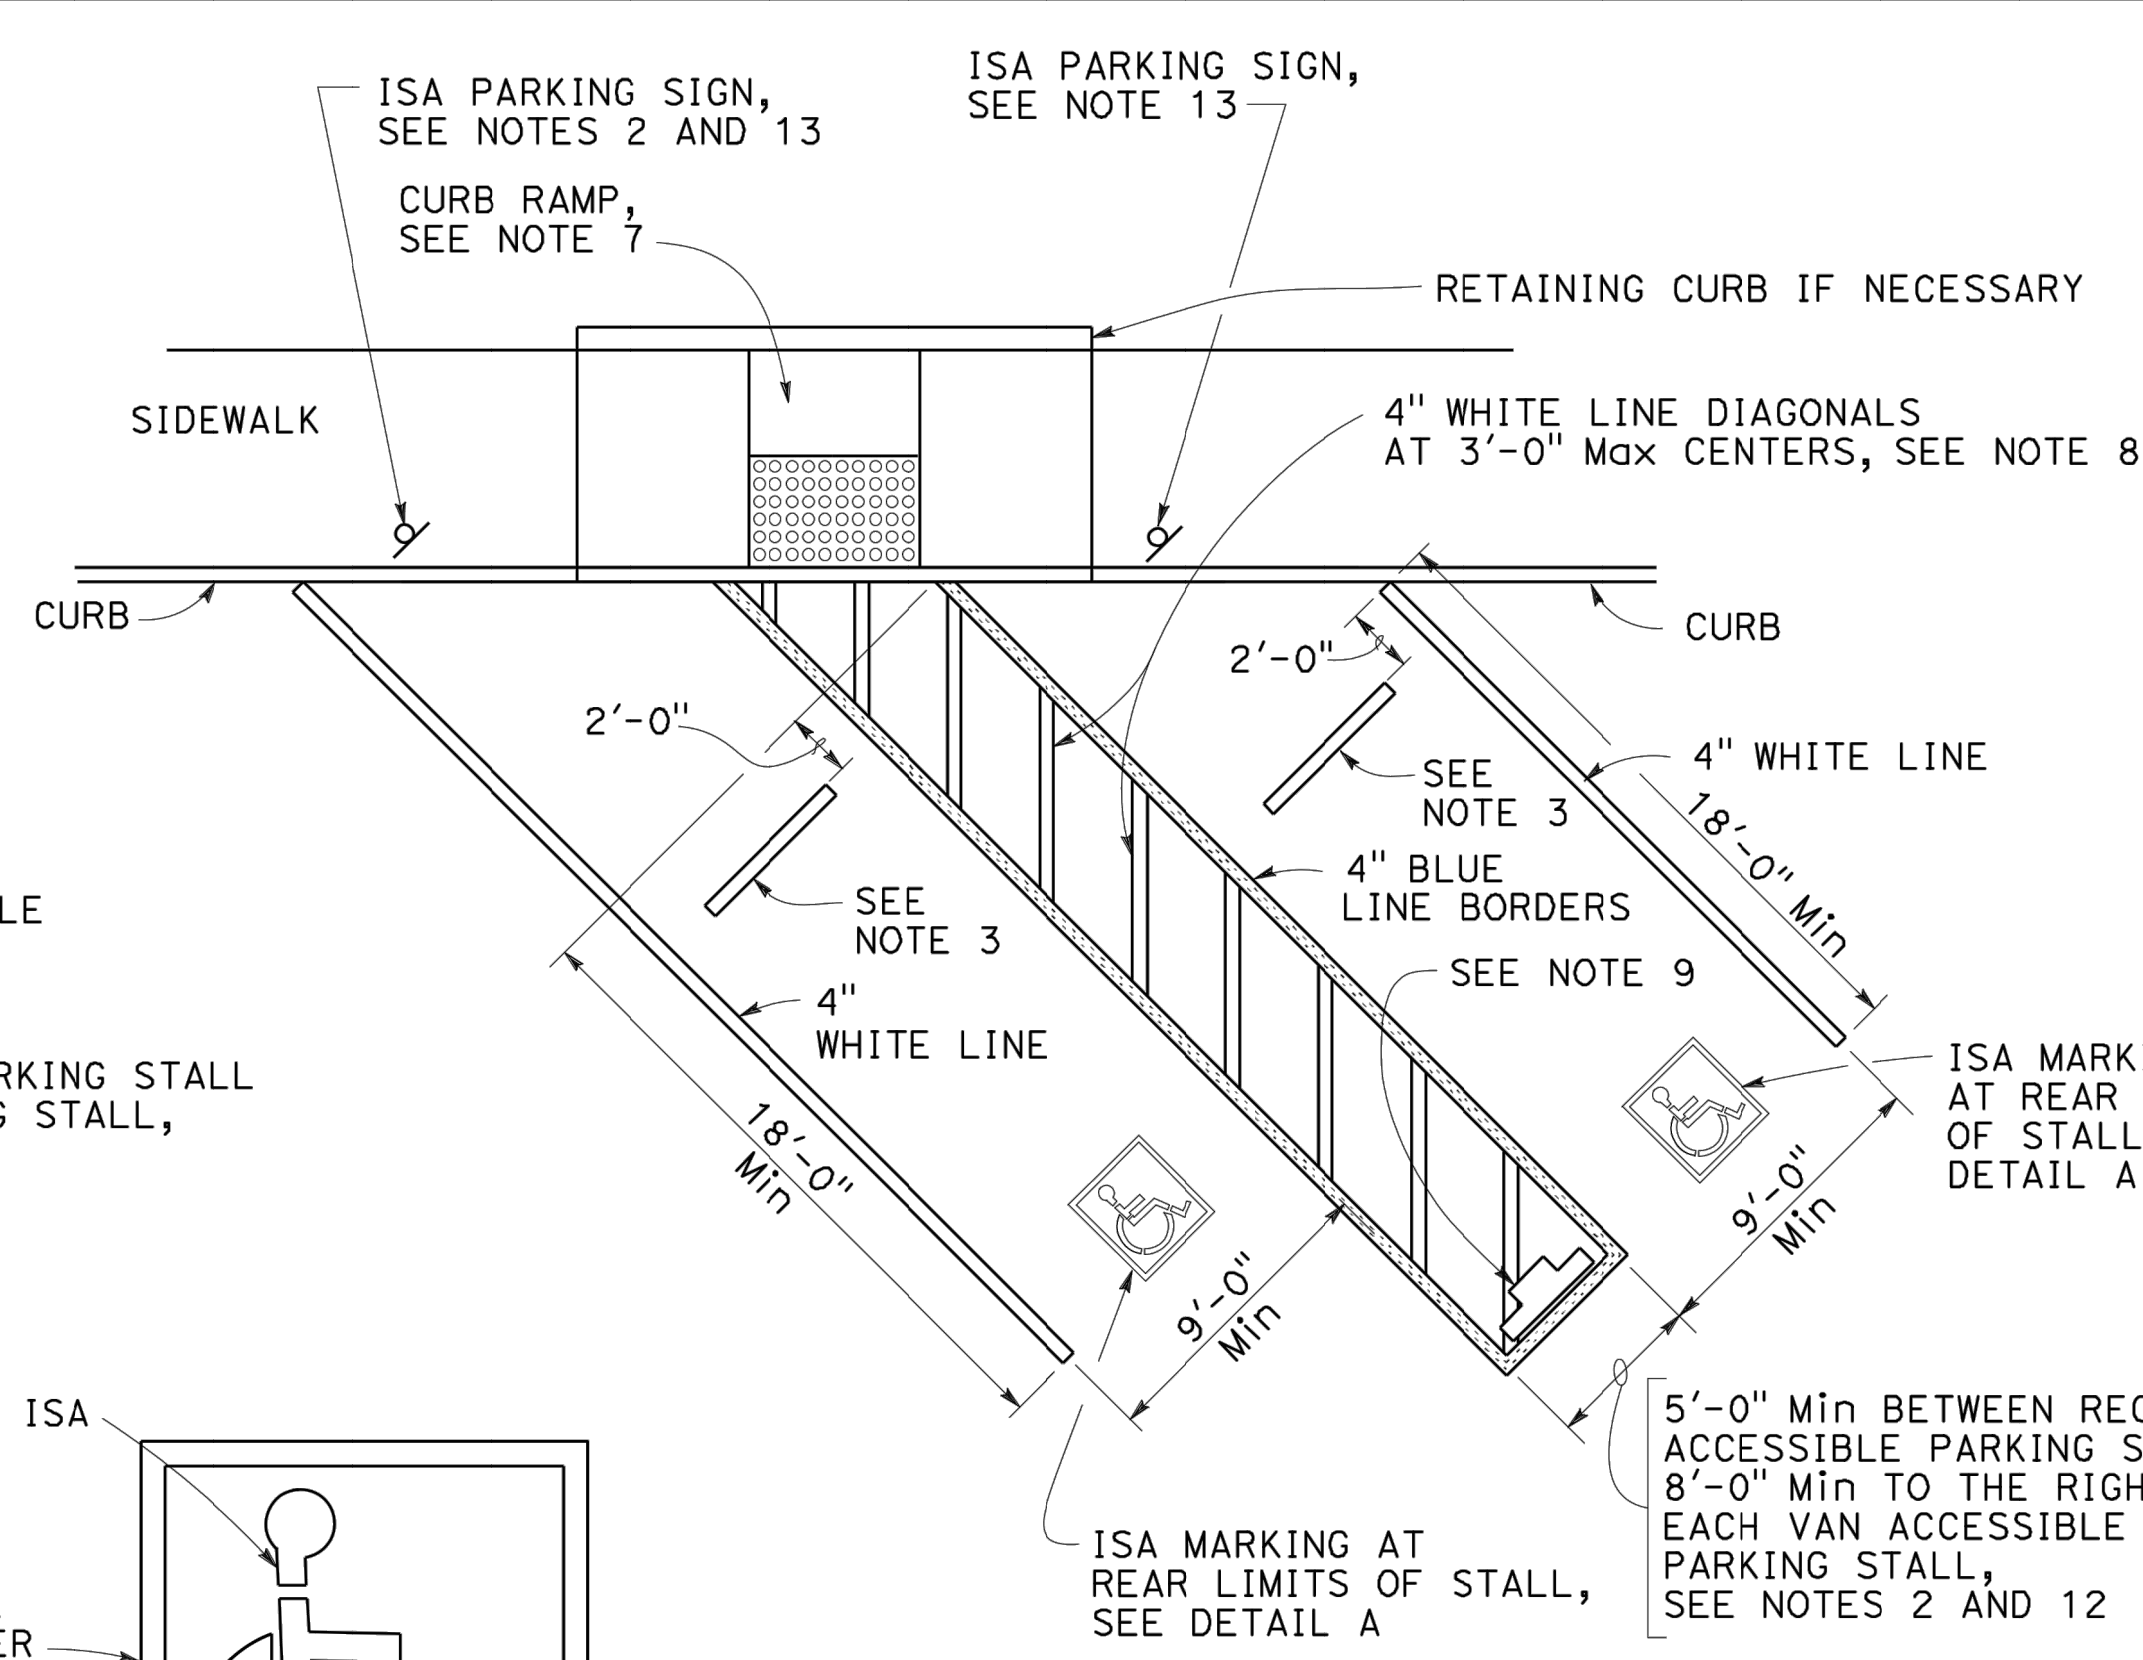 ISA PARKING SIGN,
SEE NOTES 2 AND 13
ISA PARKING SIGN,
SEE NOTE 13
CURB RAMP,
SEE NOTE 7
RETAINING CURB IF NECESSARY
SIDEWALK
4" WHITE LINE DIAGONALS
AT 3'-0" Max CENTERS, SEE NOTE 8
CURB
CURB
2'-0"
2'-0"
4" WHITE LINE
SEE
NOTE 3
18'-0" Min
4" BLUE
LINE BORDERS
SEE
NOTE 3
SEE NOTE 9
4"
WHITE LINE
LE
RKING STALL
STALL,
18'-0"
Min
ISA MARK
AT REAR
OF STALL
DETAIL A
9'-0"
Min
9'-0"
Min
ISA
5'-0" Min BETWEEN REG
ACCESSIBLE PARKING S
8'-0" Min TO THE RIGH
EACH VAN ACCESSIBLE
PARKING STALL,
SEE NOTES 2 AND 12
ISA MARKING AT
REAR LIMITS OF STALL,
SEE DETAIL A
ER